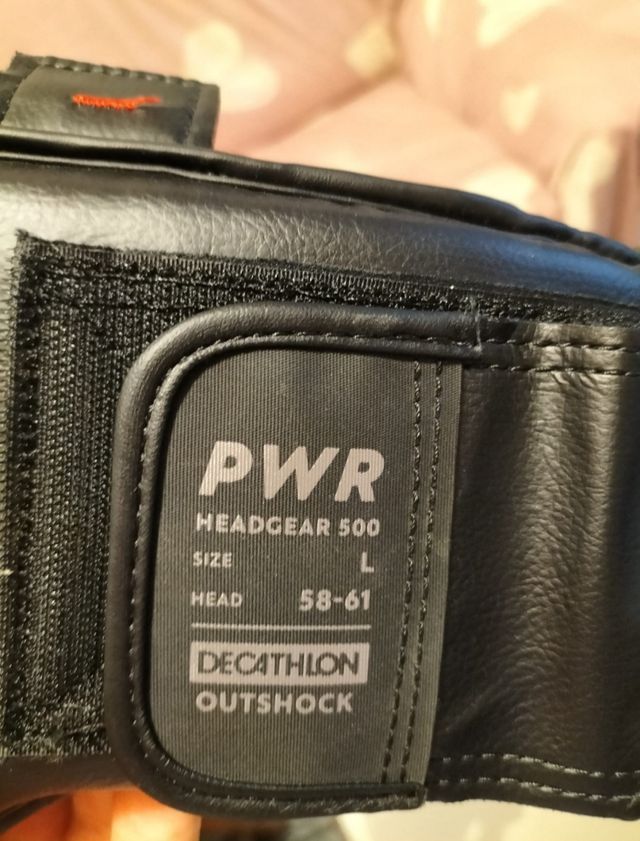 PWR
HEADGEAR 500
SIZE L
HEAD 58-61
DECATHLON
OUTSHOCK